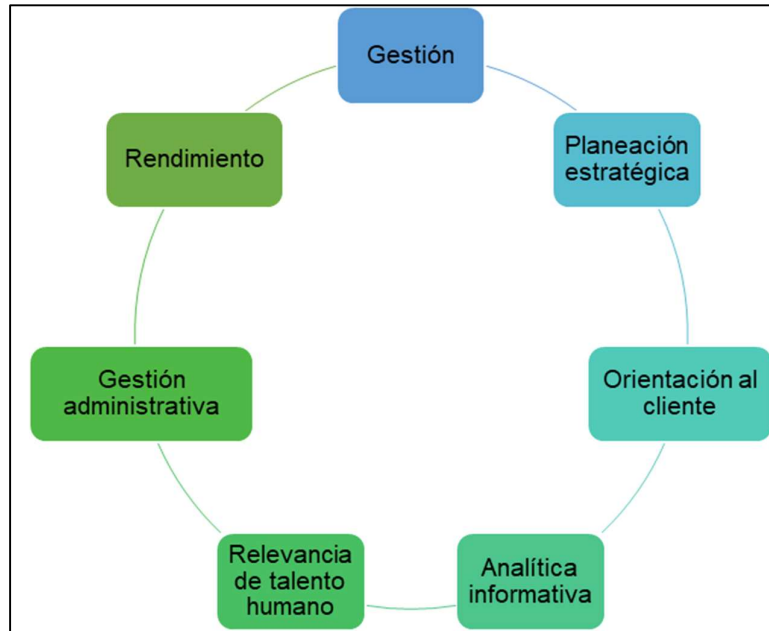 Gestión
Planeación
estratégica
Orientación al
cliente
Analítica
informativa
Relevancia
de talento
humano
Gestión
administrativa
Rendimiento